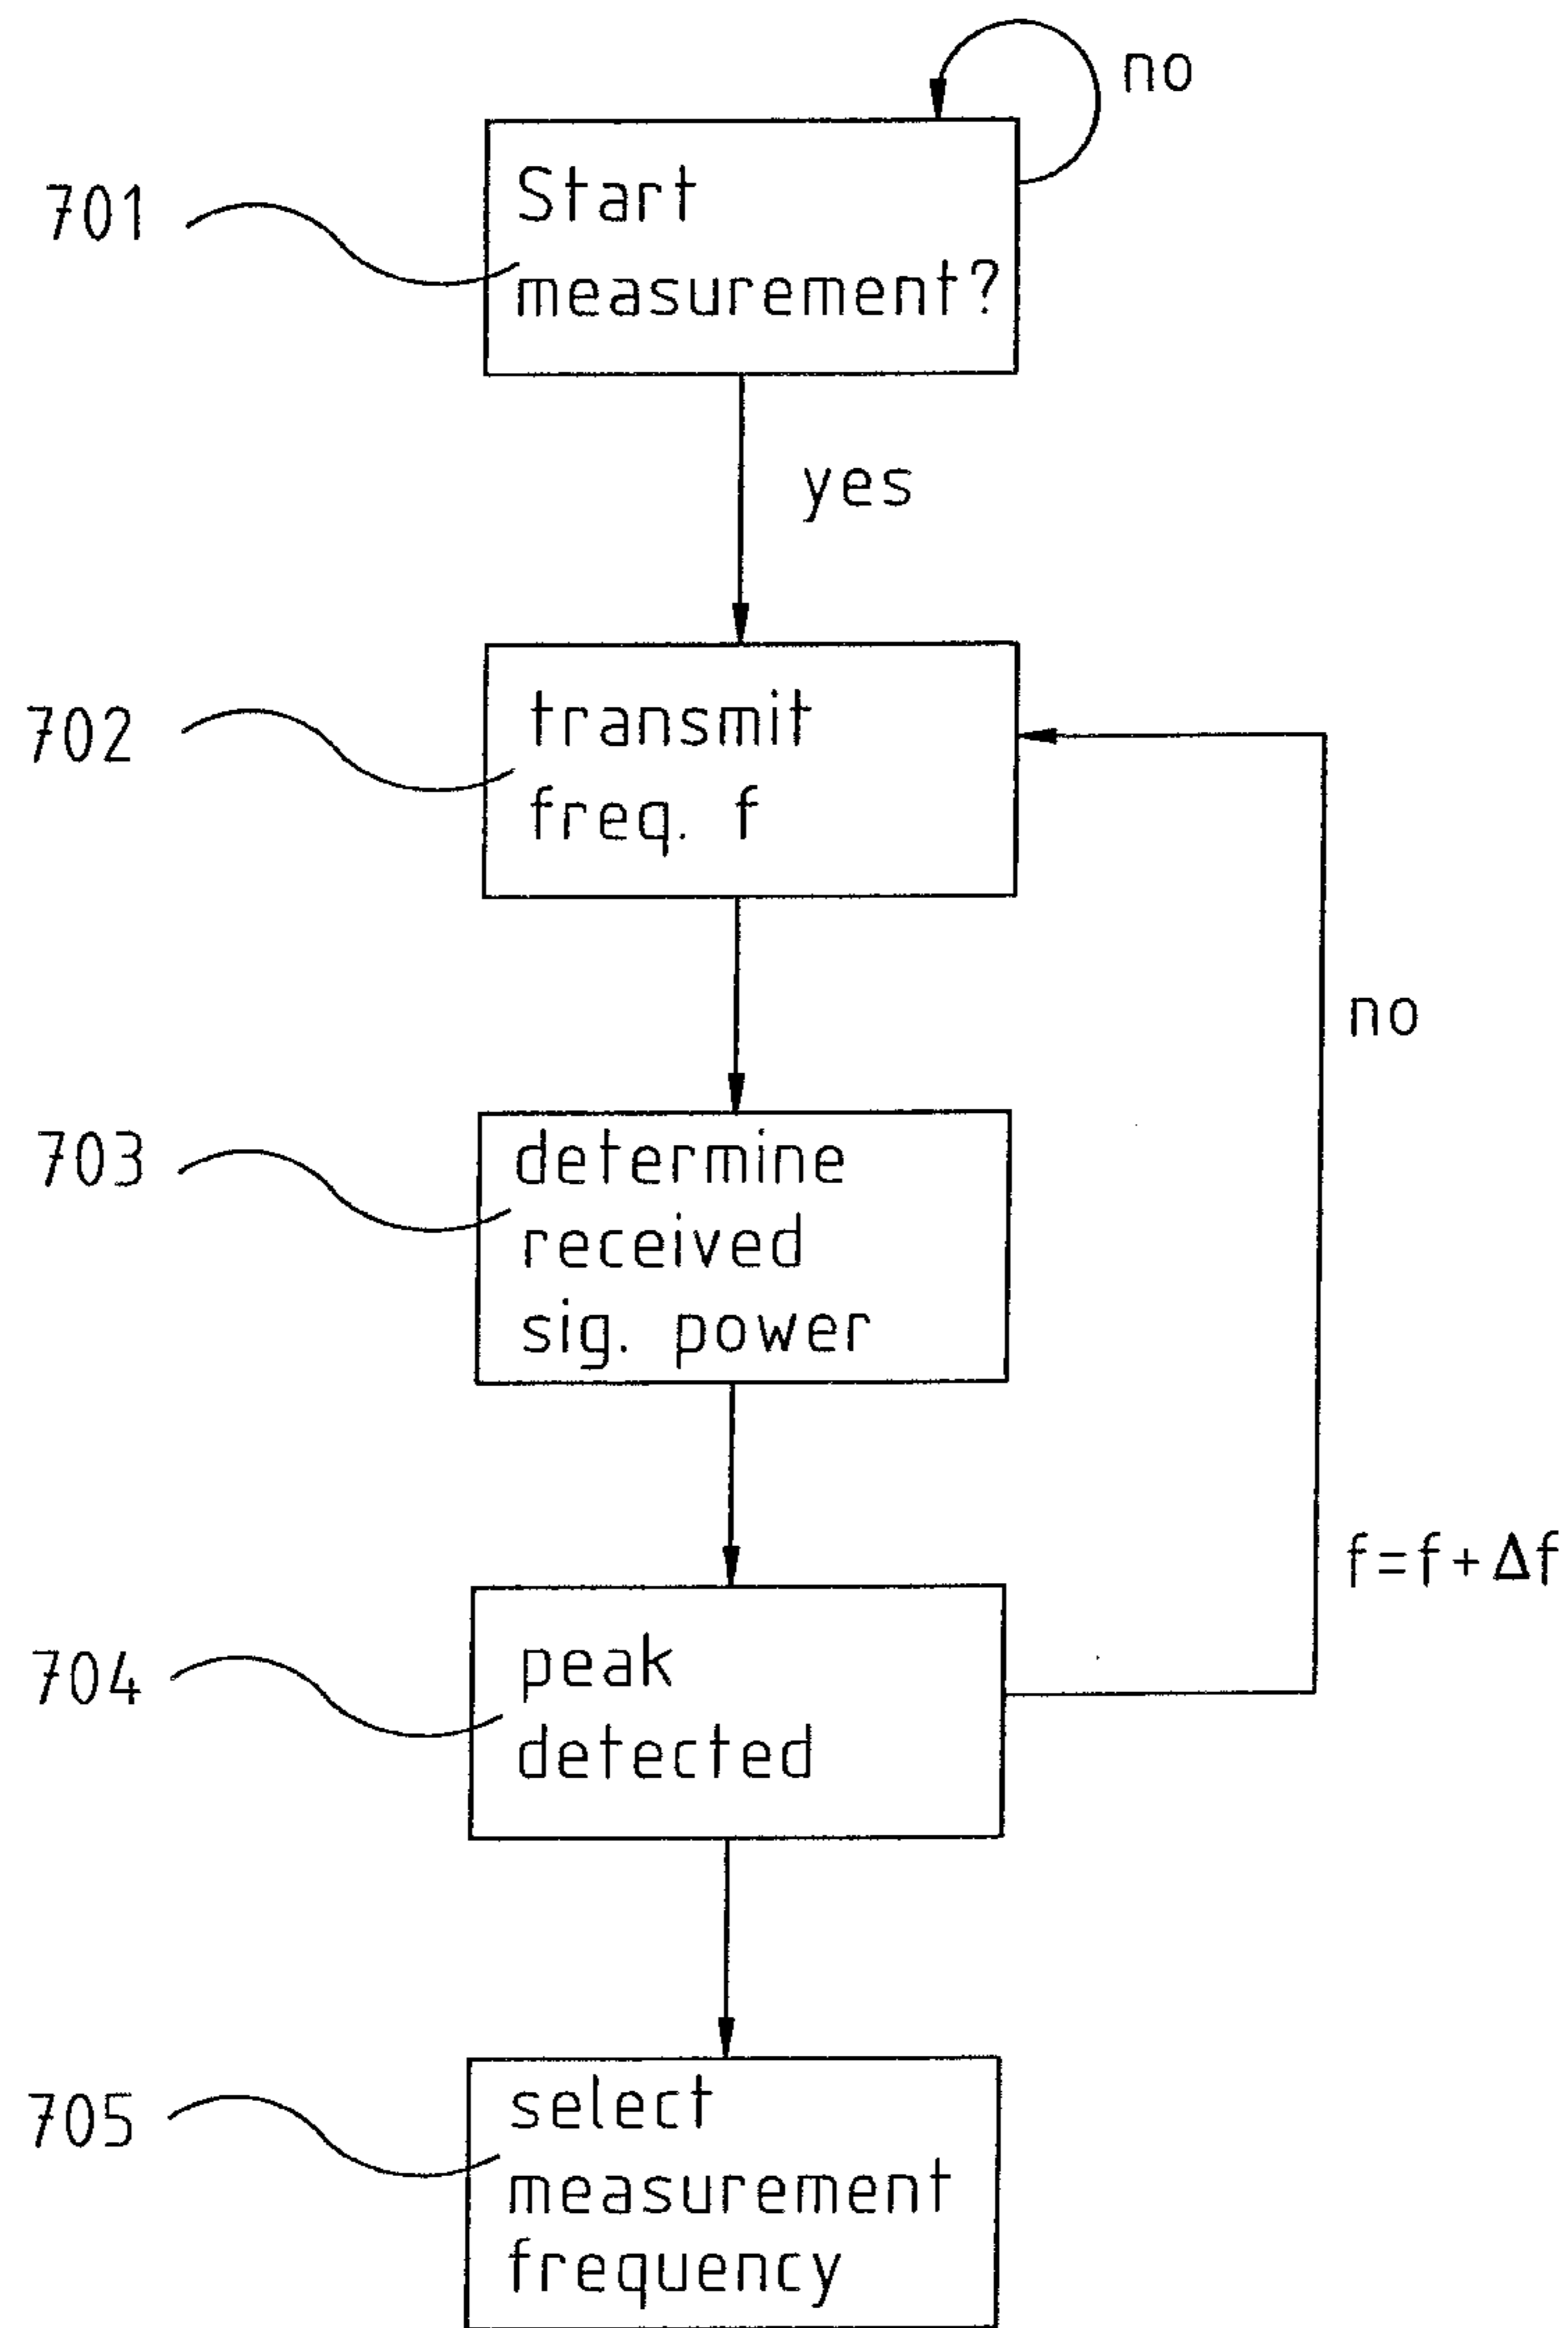 no
701
Start
measurement?
yes
702
transmit
freq. f
no
703
determine
received
sig. power
f=f+Δf
704
peak
detected
705
select
measurement
frequency